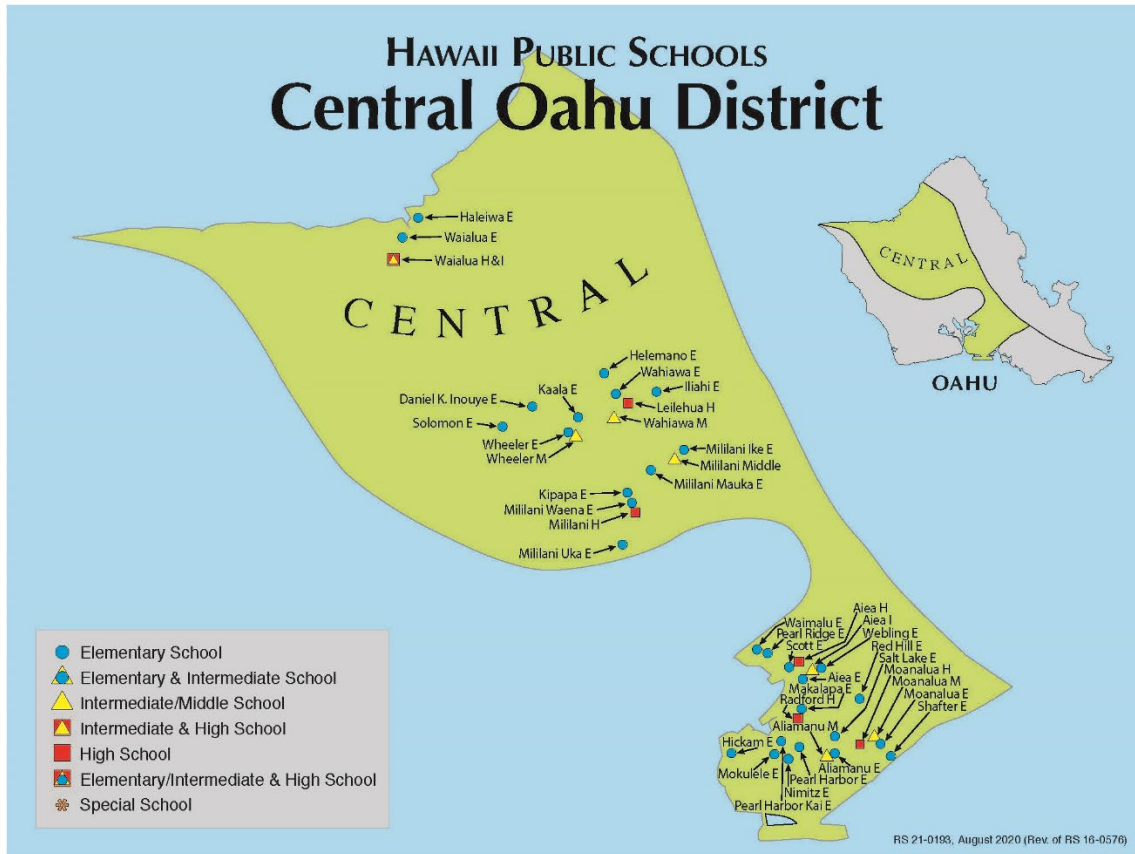 HAWAII PUBLIC SCHOOLS
Central Oahu District
Haleiwa E
Waialua E
Waialua H&I
CENTRAL
CENTRAL
OAHU
Helemano E
Wahiawa E
Iliahi E
Kaala E
Daniel K. Inouye E
Leilehua H
Solomon E
Wahiawa M
Wheeler E
Wheeler M
Mililani Ike E
Mililani Middle
Mililani Mauka E
Kipapa E
Mililani Waena E
Mililani H
Mililani Uka E
Aiea H
Waimalu E
Aiea I
Pearl Ridge E
Webling E
Scott E
Red Hill E
Salt Lake E
Aiea E
Moanalua H
Makalapa E
Moanalua M
Radford H
Moanalua E
Shafter E
Aliamanu M
Hickam E
Aliamanu E
Mokulele E
Pearl Harbor E
Nimitz E
Pearl Harbor Kai E
Elementary School
Elementary & Intermediate School
Intermediate/Middle School
Intermediate & High School
High School
Elementary/Intermediate & High School
Special School
RS 21-0193, August 2020 (Rev. of RS 16-0576)